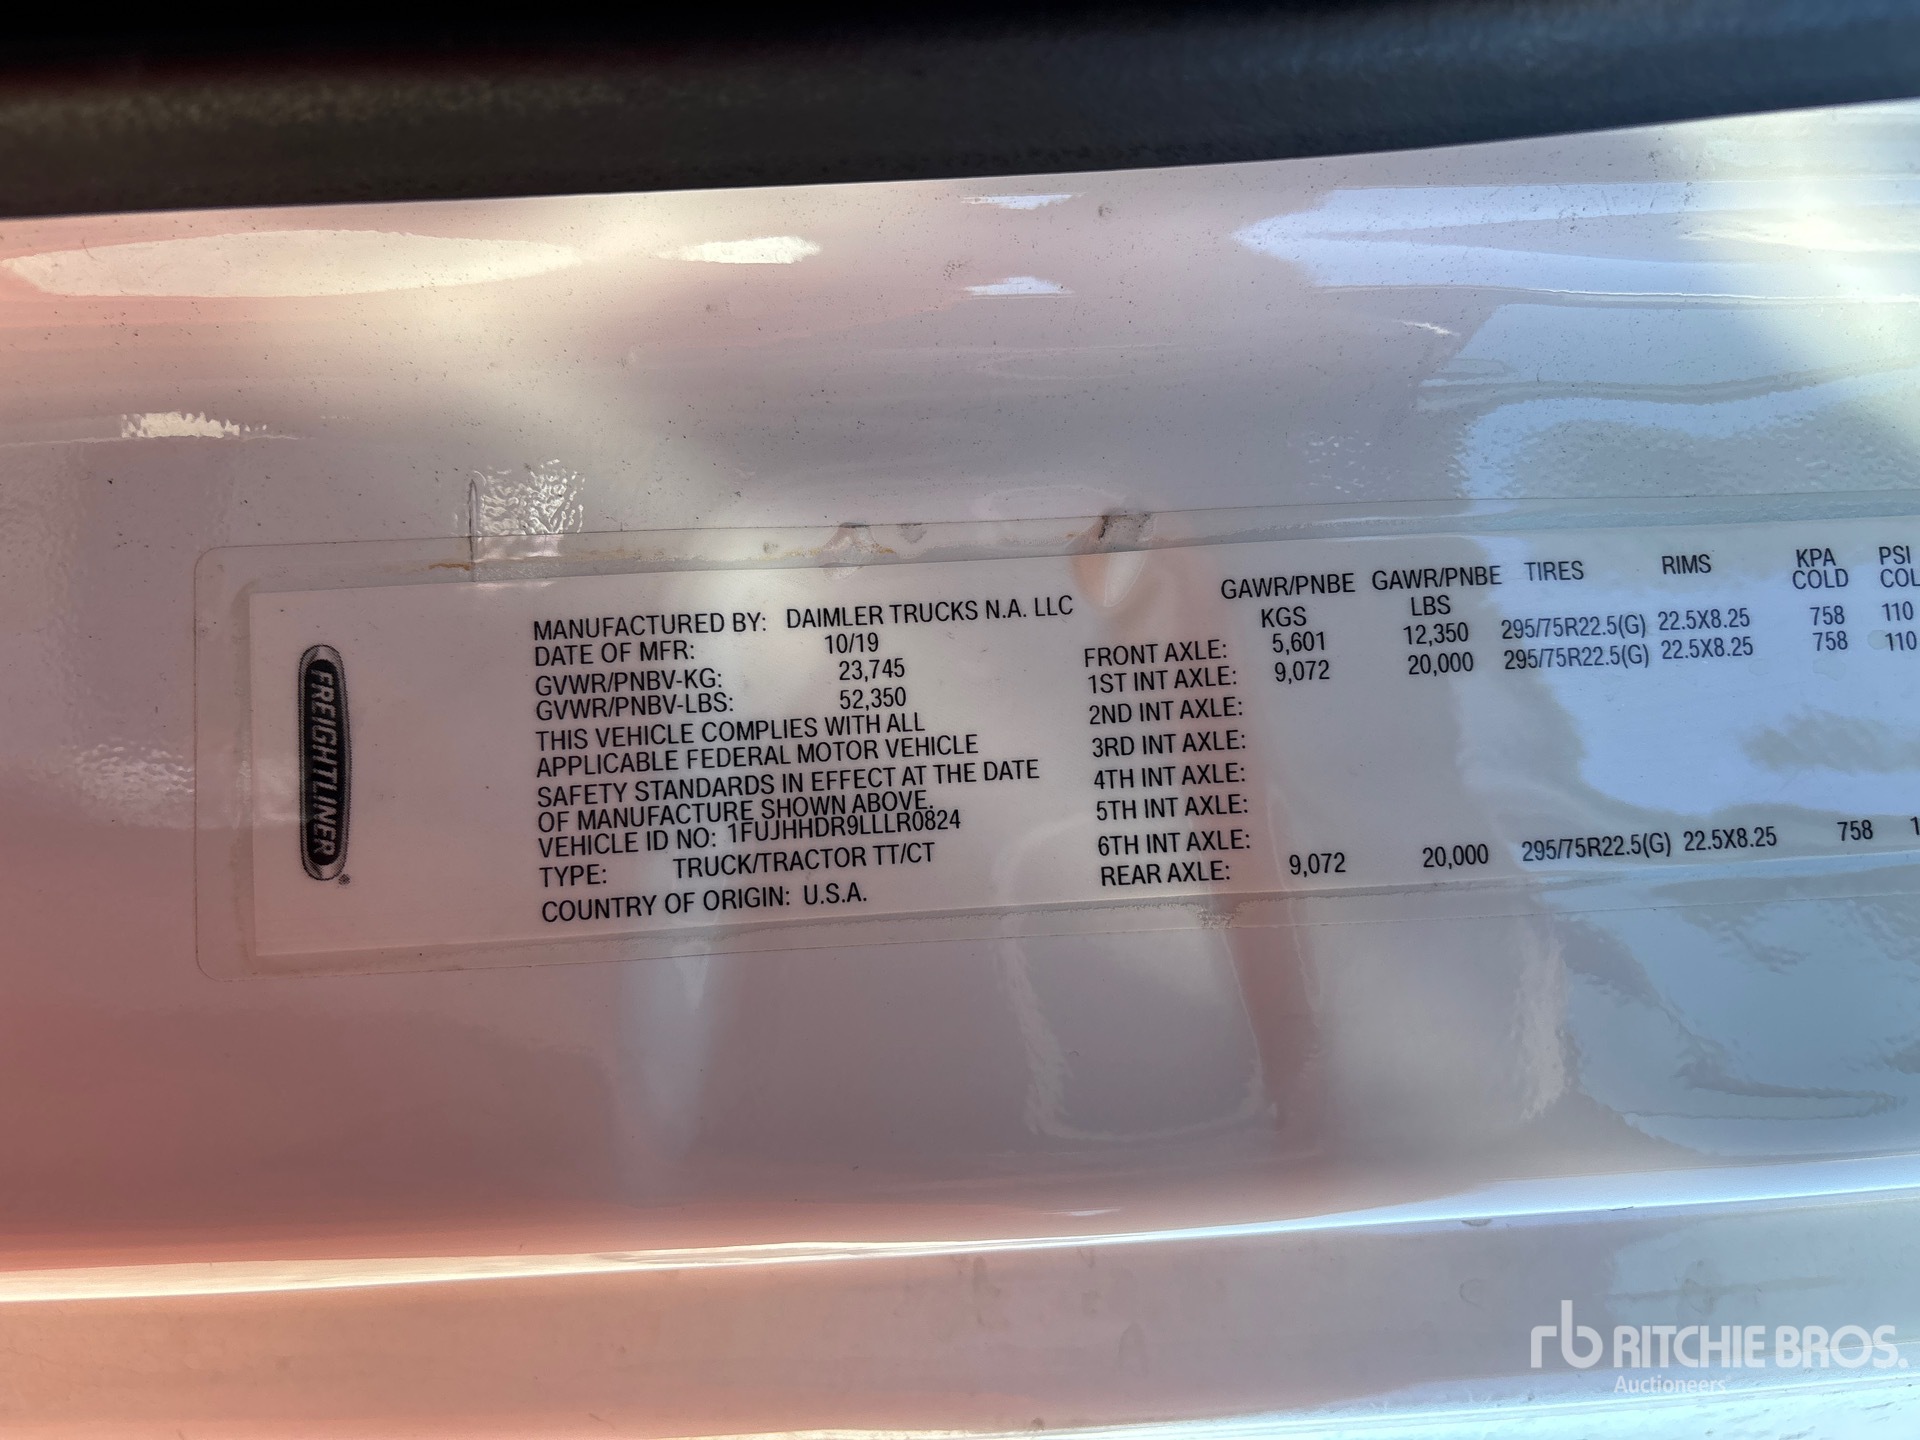 FREIGHTLINER®
MANUFACTURED BY: DAIMLER TRUCKS N.A. LLC
DATE OF MFR: 10/19
GVWR/PNBV-KG: 23,745
GVWR/PNBV-LBS: 52,350
THIS VEHICLE COMPLIES WITH ALL
APPLICABLE FEDERAL MOTOR VEHICLE
SAFETY STANDARDS IN EFFECT AT THE DATE
OF MANUFACTURE SHOWN ABOVE.
VEHICLE ID NO: 1FUJHHDR9LLLR0824
TYPE: TRUCK/TRACTOR TT/CT
COUNTRY OF ORIGIN: U.S.A.
GAWR/PNBE GAWR/PNBE TIRES RIMS KPA PSI
KGS LBS COLD COL
FRONT AXLE: 5,601 12,350 295/75R22.5(G) 22.5X8.25 758 110
1ST INT AXLE: 9,072 20,000 295/75R22.5(G) 22.5X8.25 758 110
2ND INT AXLE:
3RD INT AXLE:
4TH INT AXLE:
5TH INT AXLE:
6TH INT AXLE:
REAR AXLE: 9,072 20,000 295/75R22.5(G) 22.5X8.25 758 1
rb RITCHIE BROS.
Auctioneers